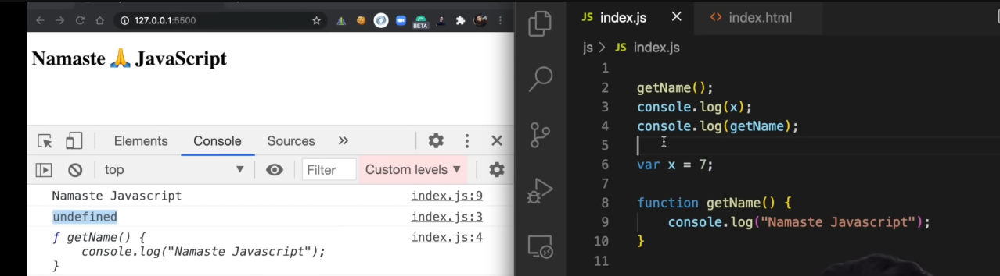 127.0.0.1:5500
BETA
Namaste 🙏 JavaScript
Elements Console Sources »
top Filter Custom levels ▼
Namaste Javascript index.js:9
undefined index.js:3
f getName() { index.js:4
console.log("Namaste Javascript");
}
JS index.js × <> index.html
js > JS index.js
1
2 getName();
3 console.log(x);
4 console.log(getName);
5
6 var x = 7;
7
8 function getName() {
9 console.log("Namaste Javascript");
10 }
11